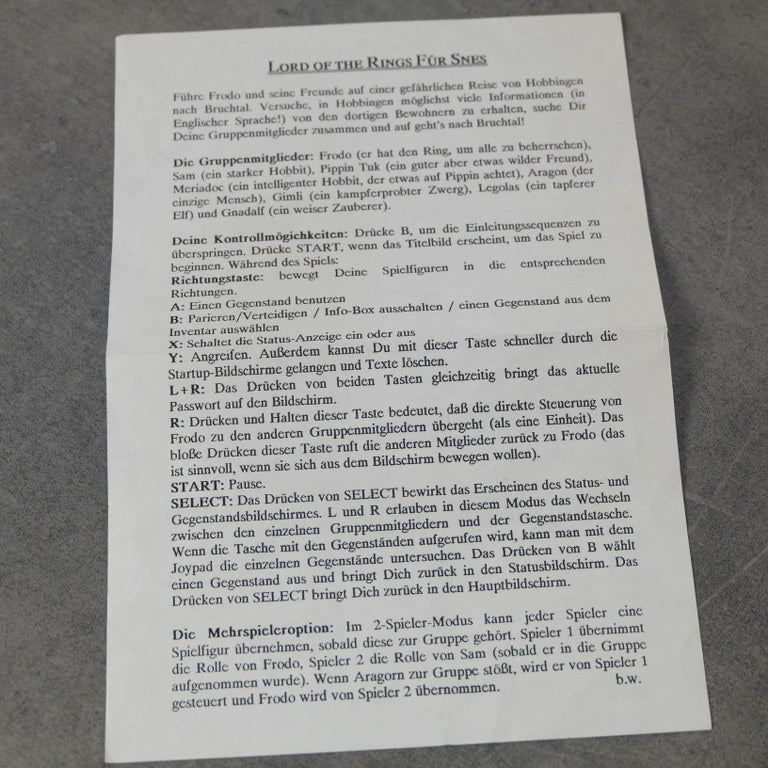 LORD OF THE RINGS FÜR SNES
Führe Frodo und seine Freunde auf einer gefährlichen Reise von Hobbingen
nach Bruchtal. Versuche, in Hobbingen möglichst viele Informationen (in
Englischer Sprache!) von den dortigen Bewohnern zu erhalten, suche Dir
Deine Gruppenmitglieder zusammen und auf geht's nach Bruchtal!
Die Gruppenmitglieder: Frodo (er hat den Ring, um alle zu beherrschen),
Sam (ein starker Hobbit), Pippin Tuk (ein guter aber etwas wilder Freund),
Meriadoc (ein intelligenter Hobbit, der etwas auf Pippin achtet), Aragon (der
einzige Mensch), Gimli (ein kampferprobter Zwerg), Legolas (ein tapferer
Elf) und Gnadalf (ein weiser Zauberer).
Deine Kontrollmögichkeiten: Drücke B, um die Einleitungssequenzen zu
überspringen. Drücke START, wenn das Titelbild erscheint, um das Spiel zu
beginnen. Während des Spiels:
Richtungstaste: bewegt Deine Spielfiguren in die entsprechenden
Richtungen.
A: Einen Gegenstand benutzen
B: Parieren/Verteidigen / Info-Box ausschalten / einen Gegenstand aus dem
Inventar auswählen
X: Schaltet die Status-Anzeige ein oder aus
Y: Angreifen. Außerdem kannst Du mit dieser Taste schneller durch die
Startup-Bildschirme gelangen und Texte löschen.
L+R: Das Drücken von beiden Tasten gleichzeitig bringt das aktuelle
Passwort auf den Bildschirm.
R: Drücken und Halten dieser Taste bedeutet, daß die direkte Steuerung von
Frodo zu den anderen Gruppenmitgliedern übergeht (als eine Einheit). Das
bloße Drücken dieser Taste ruft die anderen Mitglieder zurück zu Frodo (das
ist sinnvoll, wenn sie sich aus dem Bildschirm bewegen wollen).
START: Pause.
SELECT: Das Drücken von SELECT bewirkt das Erscheinen des Status- und
Gegenstandsbildschirmes. L und R erlauben in diesem Modus das Wechseln
zwischen den einzelnen Gruppenmitgliedern und der Gegenstandstasche.
Wenn die Tasche mit den Gegenständen aufgerufen wird, kann man mit dem
Joypad die einzelnen Gegenstände untersuchen. Das Drücken von B wählt
einen Gegenstand aus und bringt Dich zurück in den Statusbildschirm. Das
Drücken von SELECT bringt Dich zurück in den Hauptbildschirm.
Die Mehrspieleroption: Im 2-Spieler-Modus kann jeder Spieler eine
Spielfigur übernehmen, sobald diese zur Gruppe gehört. Spieler 1 übernimmt
die Rolle von Frodo, Spieler 2 die Rolle von Sam (sobald er in die Gruppe
aufgenommen wurde). Wenn Aragorn zur Gruppe stößt, wird er von Spieler 1
gesteuert und Frodo wird von Spieler 2 übernommen.
b.w.